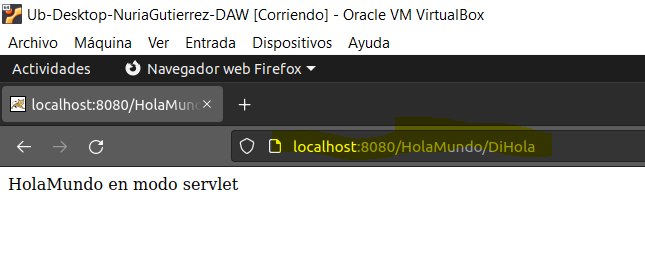 Ub-Desktop-NuriaGutierrez-DAW [Corriendo] - Oracle VM VirtualBox
Archivo Máquina Ver Entrada Dispositivos Ayuda
Actividades Navegador web Firefox
localhost:8080/HolaMund
localhost:8080/HolaMundo/DiHola
HolaMundo en modo servlet